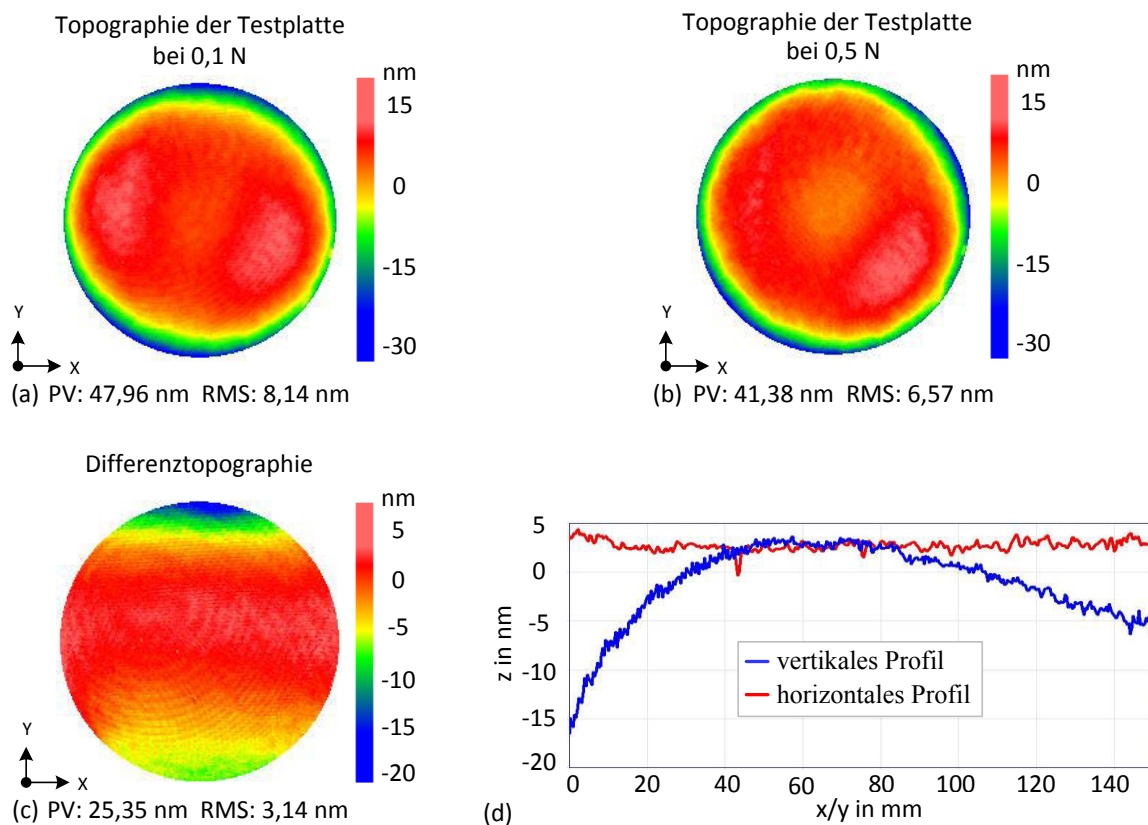 Topographie der Testplatte
bei 0,1 N
nm
15
0
-15
-30
Y
X
(a) PV: 47,96 nm RMS: 8,14 nm
Topographie der Testplatte
bei 0,5 N
nm
15
0
-15
-30
Y
X
(b) PV: 41,38 nm RMS: 6,57 nm
Differenztopographie
nm
5
0
-5
-10
-15
-20
Y
X
(c) PV: 25,35 nm RMS: 3,14 nm
5
0
-5
-10
-15
-20
z in nm
vertikales Profil
horizontales Profil
0 20 40 60 80 100 120 140
x/y in mm
(d)